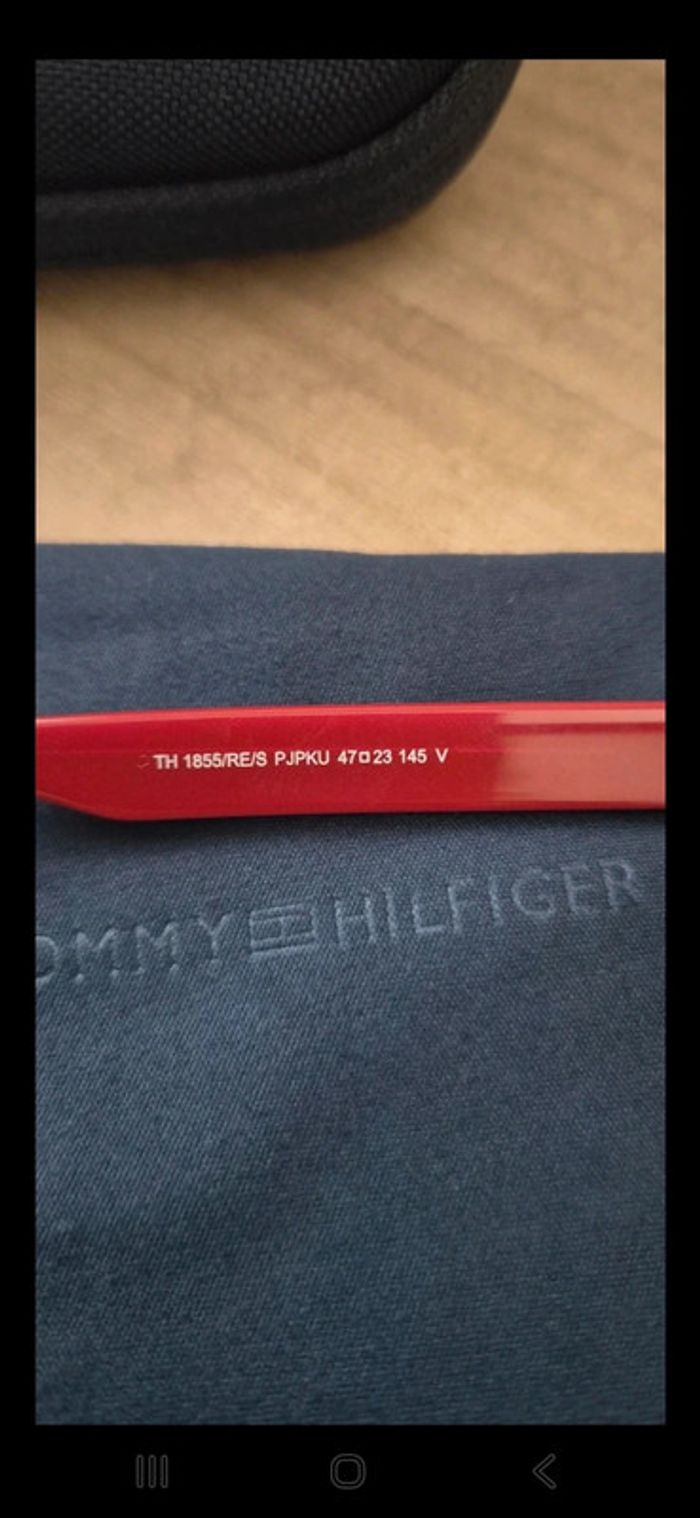 TH 1855/RE/S PJPKU 47□23 145 V
OMMY HILFIGER